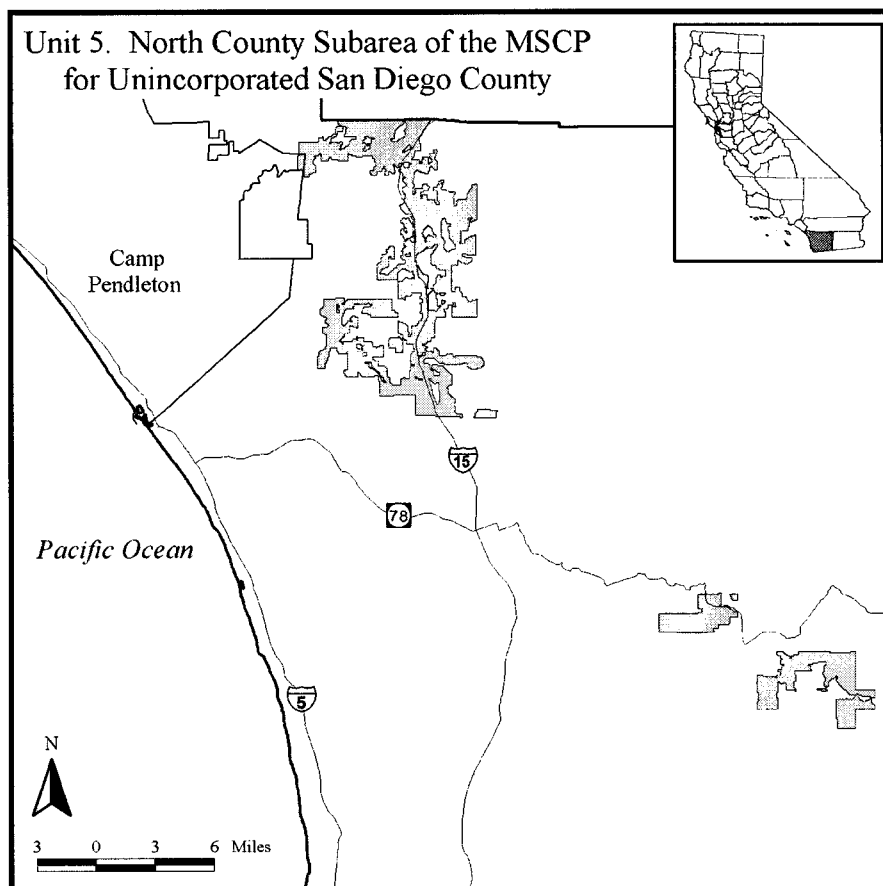 Unit 5. North County Subarea of the MSCP
for Unincorporated San Diego County
Camp
Pendleton
15
78
Pacific Ocean
5
N
3 0 3 6 Miles